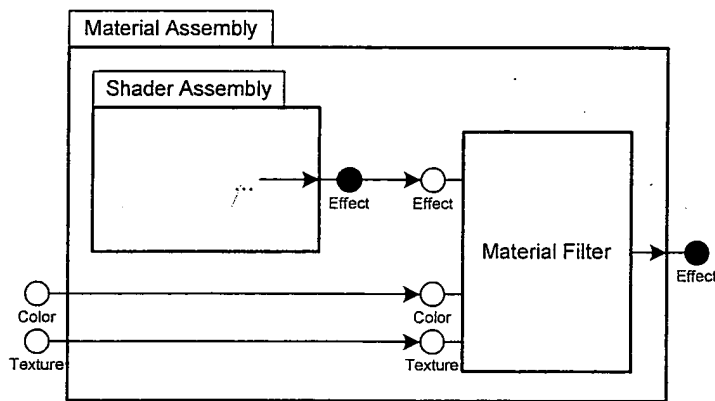 Material Assembly
Shader Assembly
...
Effect
Effect
Material Filter
Effect
Color
Color
Texture
Texture